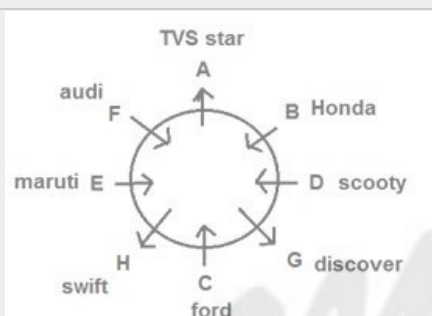 TVS star
A
audi
F
B Honda
maruti E
D scooty
H
G discover
swift
C
ford